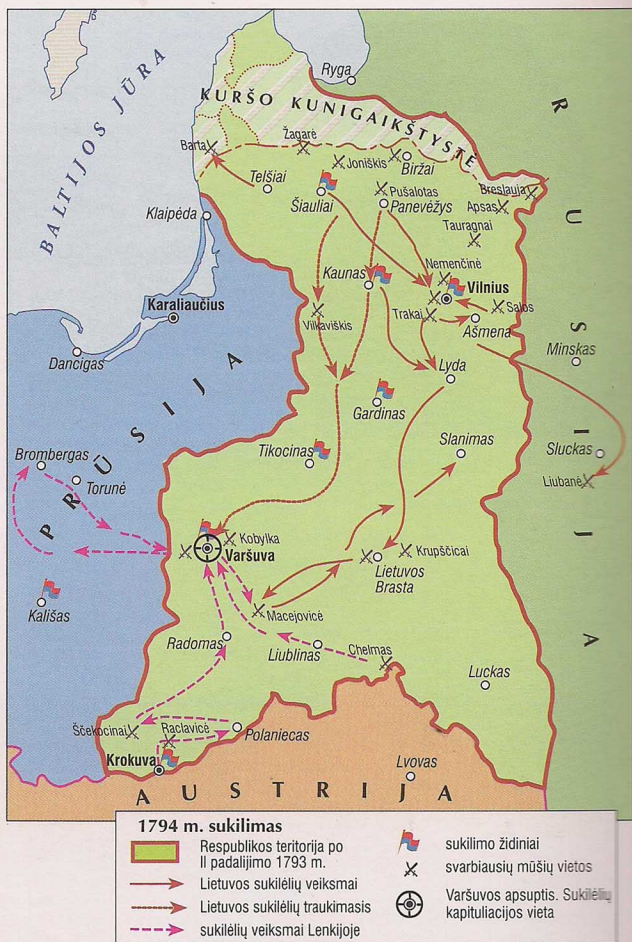 Ryga
BALTIJOS JŪRA
KURŠO KUNIGAIKŠTYSTĖ
RUSIJA
Barta
Žagarė
Joniškis
Biržai
Telšiai
Šiauliai
Pušalotas
Panevėžys
Breslauja
Apsas
Tauragnai
Klaipėda
Nemenčinė
Kaunas
Vilnius
Karaliaučius
Vilkaviškis
Trakai
Salos
Ašmena
Dancigas
Minskas
Lyda
PRŪSIJA
Gardinas
Slanimas
Brombergas
Tikocinas
Sluckas
Torunė
Liubanė
Kobylka
Varšuva
Krupščicai
Lietuvos
Brasta
Kališas
Macejovicė
Radomas
Liublinas
Chelmas
Luckas
Ščekocinai
Raclavicė
Polaniecas
Krokuva
Lvovas
AUSTRIJA
1794 m. sukilimas
Respublikos teritorija po
II padalijimo 1793 m.
Lietuvos sukilėlių veiksmai
Lietuvos sukilėlių traukimasis
sukilėlių veiksmai Lenkijoje
sukilimo židiniai
svarbiausių mūšių vietos
Varšuvos apsuptis. Sukilėlių
kapituliacijos vieta